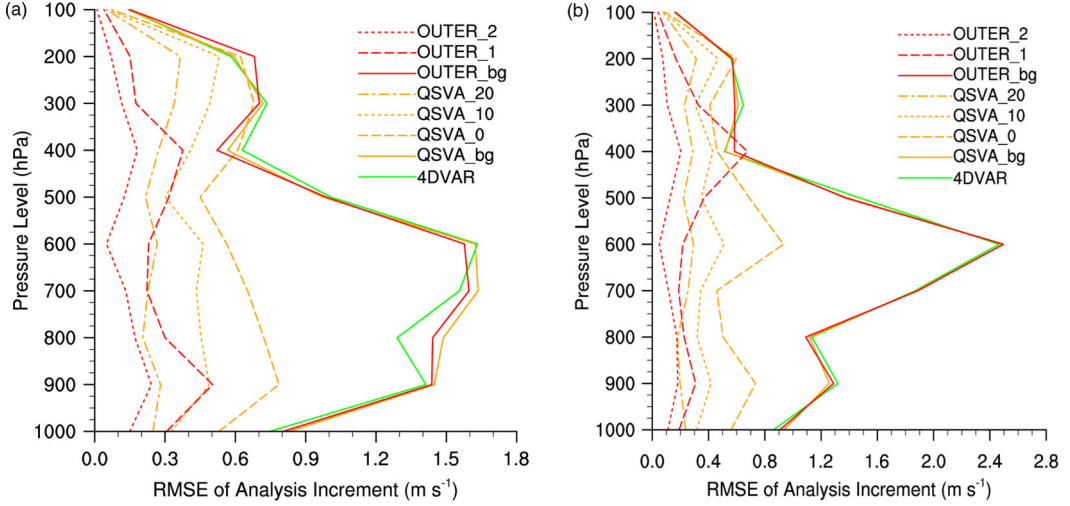 (a)
100
200
300
400
500
600
700
800
900
1000
Pressure Level (hPa)
OUTER_2
OUTER_1
OUTER_bg
QSVA_20
QSVA_10
QSVA_0
QSVA_bg
4DVAR
0.0 0.3 0.6 0.9 1.2 1.5 1.8
RMSE of Analysis Increment (m s⁻¹)
(b)
100
200
300
400
500
600
700
800
900
1000
Pressure Level (hPa)
OUTER_2
OUTER_1
OUTER_bg
QSVA_20
QSVA_10
QSVA_0
QSVA_bg
4DVAR
0.0 0.4 0.8 1.2 1.6 2.0 2.4 2.8
RMSE of Analysis Increment (m s⁻¹)